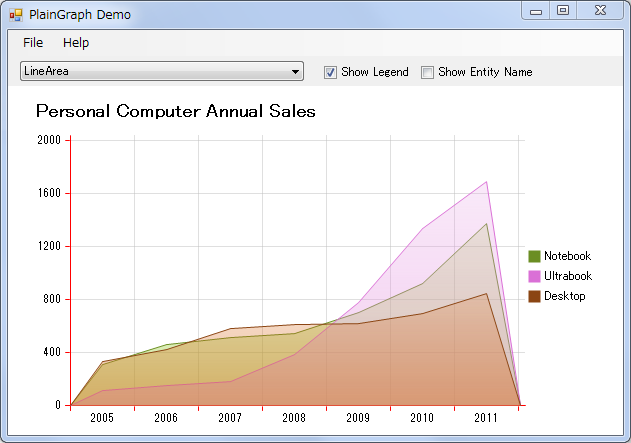 PlainGraph Demo
File Help
LineArea Show Legend Show Entity Name
Personal Computer Annual Sales
2000
1600
1200
800
400
0
2005 2006 2007 2008 2009 2010 2011
Notebook
Ultrabook
Desktop